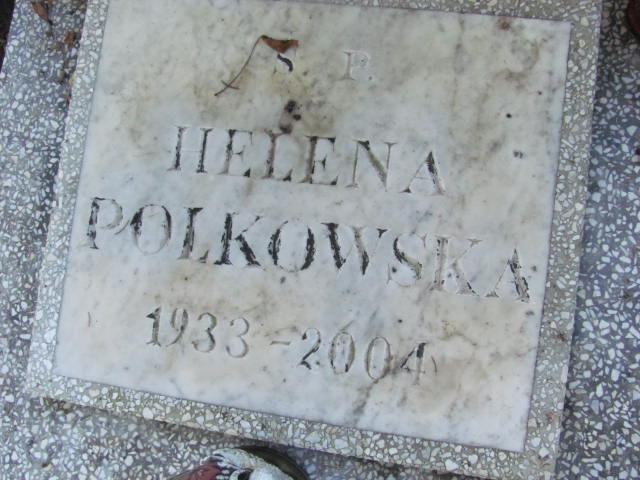 Ś. P.
HELENA
POLKOWSKA
1933-2004